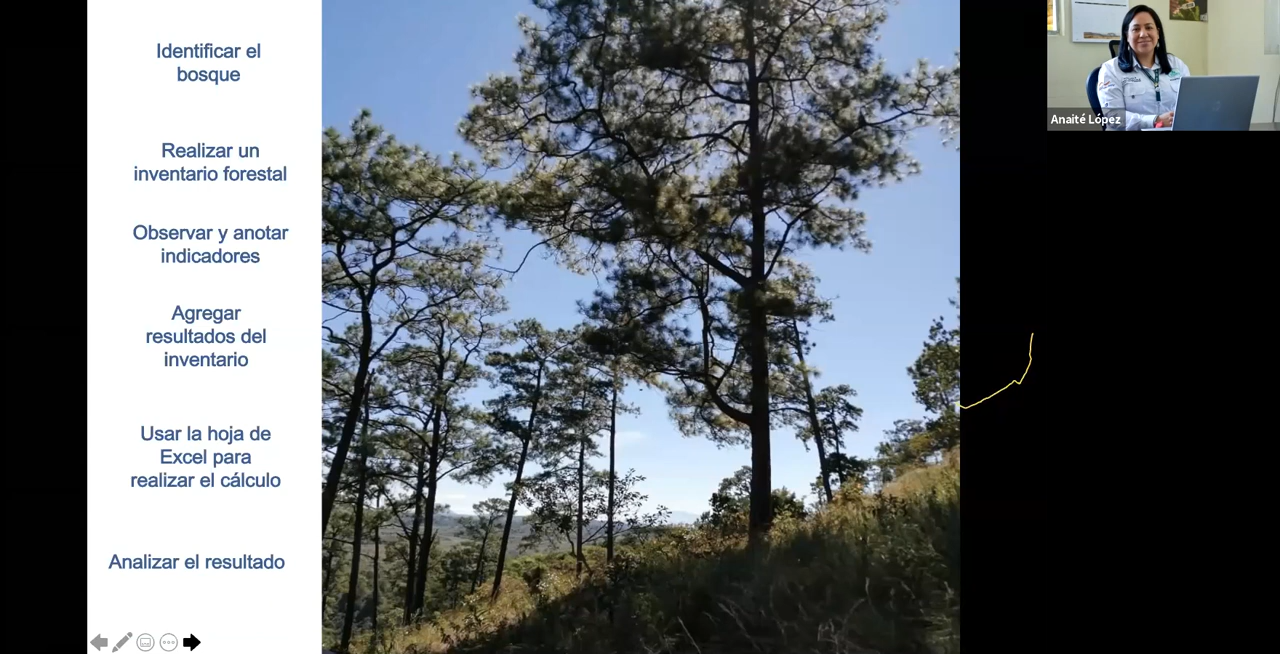 Identificar el
bosque
Realizar un
inventario forestal
Observar y anotar
indicadores
Agregar
resultados del
inventario
Usar la hoja de
Excel para
realizar el cálculo
Analizar el resultado
Anaité López